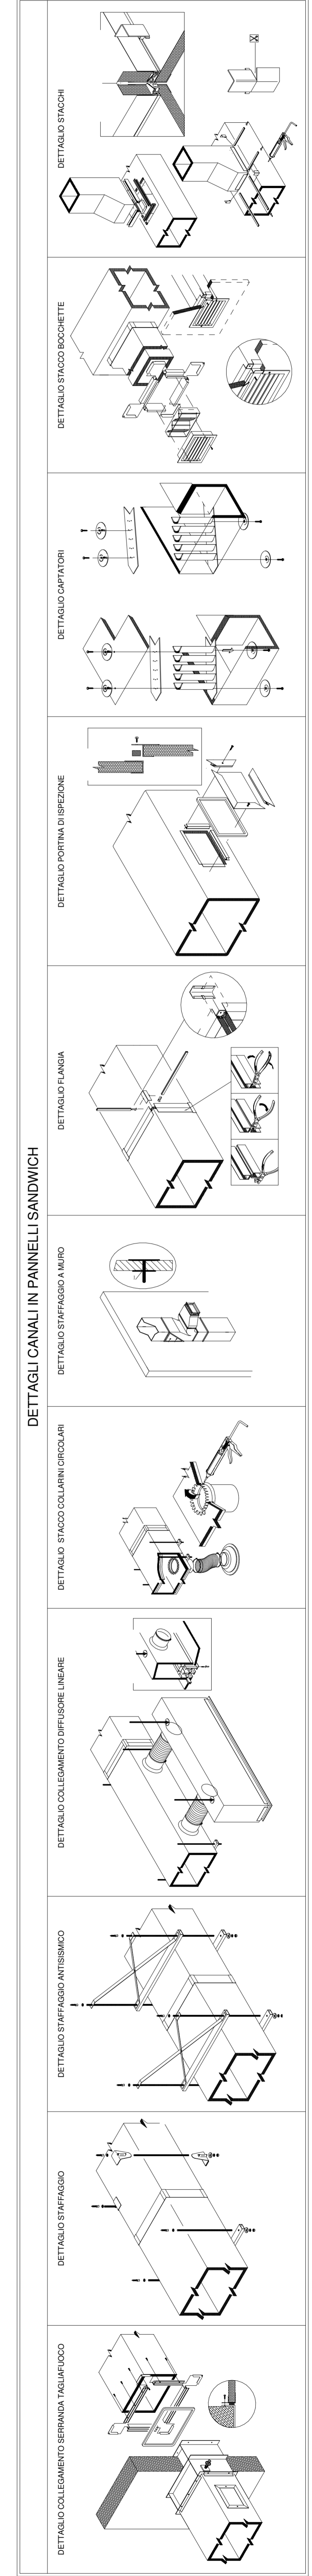 DETTAGLI CANALI IN PANNELLI SANDWICH
DETTAGLIO COLLEGAMENTO SERRANDA TAGLIAFUOCO
DETTAGLIO STAFFAGGIO
DETTAGLIO STAFFAGGIO ANTISISMICO
DETTAGLIO COLLEGAMENTO DIFFUSORE LINEARE
DETTAGLIO STACCO COLLARINI CIRCOLARI
DETTAGLIO STAFFAGGIO A MURO
DETTAGLIO FLANGIA
DETTAGLIO PORTINA DI ISPEZIONE
DETTAGLIO CAPTATORI
DETTAGLIO STACCO BOCCHETTE
DETTAGLIO STACCHI